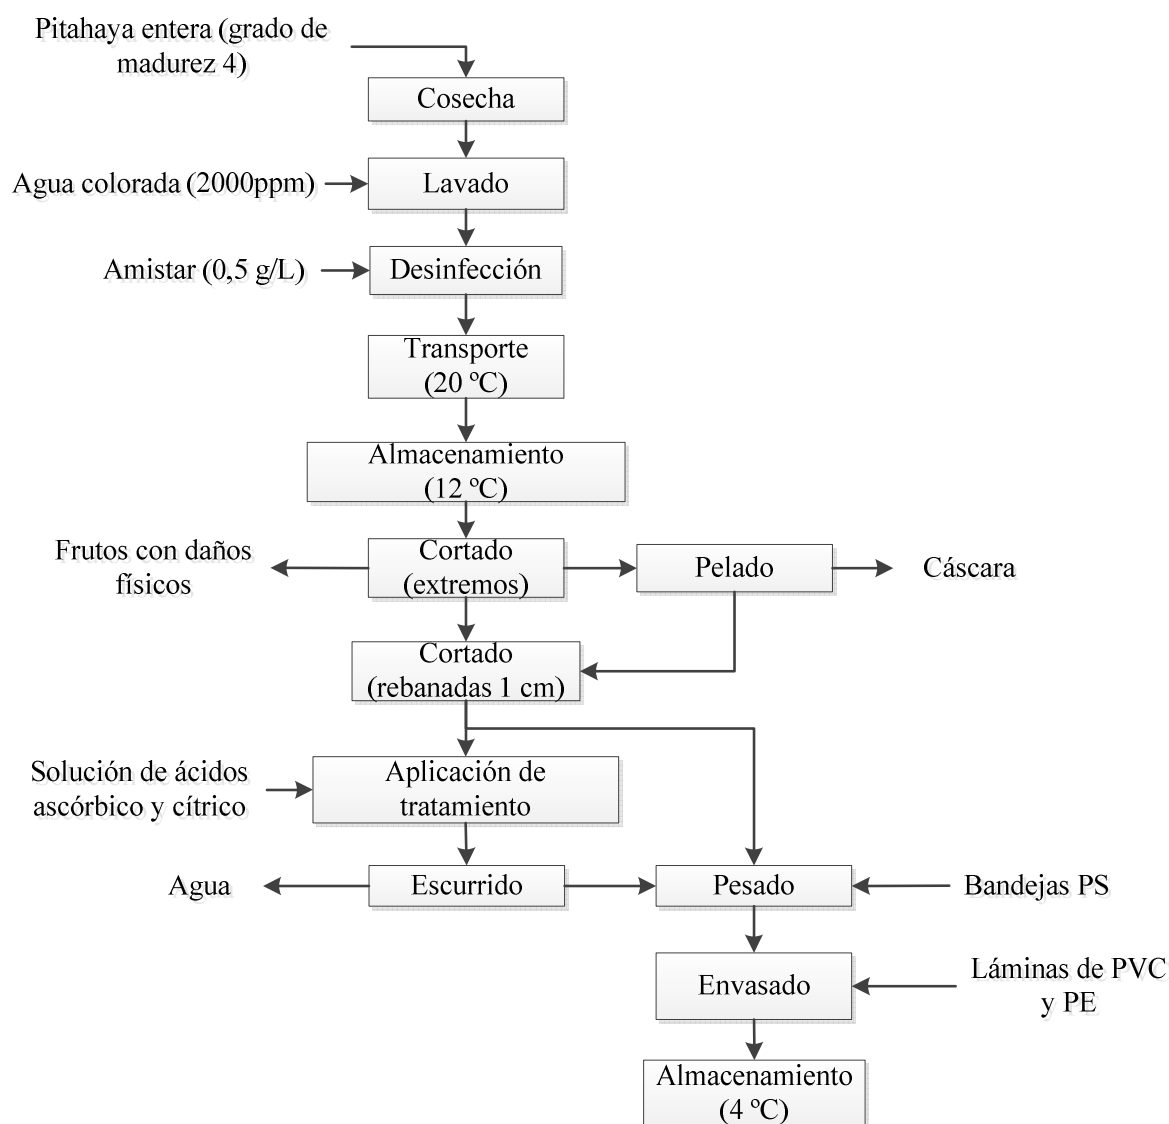 Pitahaya entera (grado de
madurez 4)
Cosecha
Agua colorada (2000ppm)
Lavado
Amistar (0,5 g/L)
Desinfección
Transporte
(20 ºC)
Almacenamiento
(12 ºC)
Frutos con daños
físicos
Cortado
(extremos)
Pelado
Cáscara
Cortado
(rebanadas 1 cm)
Solución de ácidos
ascórbico y cítrico
Aplicación de
tratamiento
Agua
Escurrido
Pesado
Bandejas PS
Envasado
Láminas de PVC
y PE
Almacenamiento
(4 ºC)